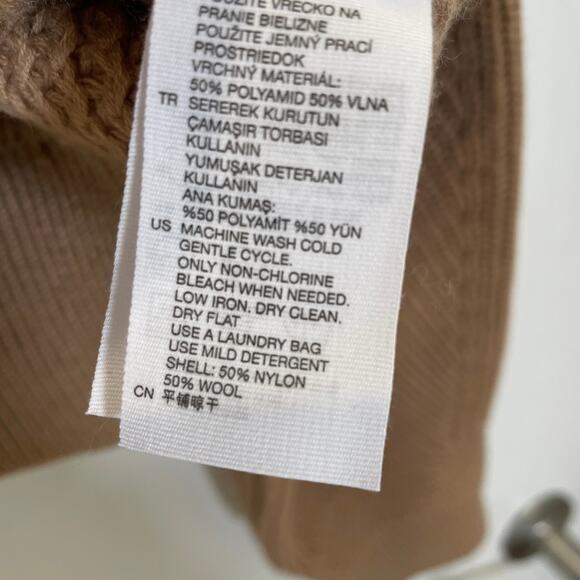 POUŽITE VRECKO NA
PRANIE BIELIZNE
POUŽITE JEMNÝ PRACÍ
PROSTRIEDOK
VRCHNÝ MATERIÁL:
50% POLYAMID 50% VLNA
TR SEREREK KURUTUN
ÇAMAŞIR TORBASI
KULLANIN
YUMUŞAK DETERJAN
KULLANIN
ANA KUMAŞ:
%50 POLYAMİT %50 YÜN
US MACHINE WASH COLD
GENTLE CYCLE.
ONLY NON-CHLORINE
BLEACH WHEN NEEDED.
LOW IRON. DRY CLEAN.
DRY FLAT
USE A LAUNDRY BAG
USE MILD DETERGENT
SHELL: 50% NYLON
50% WOOL
CN 平铺晾干